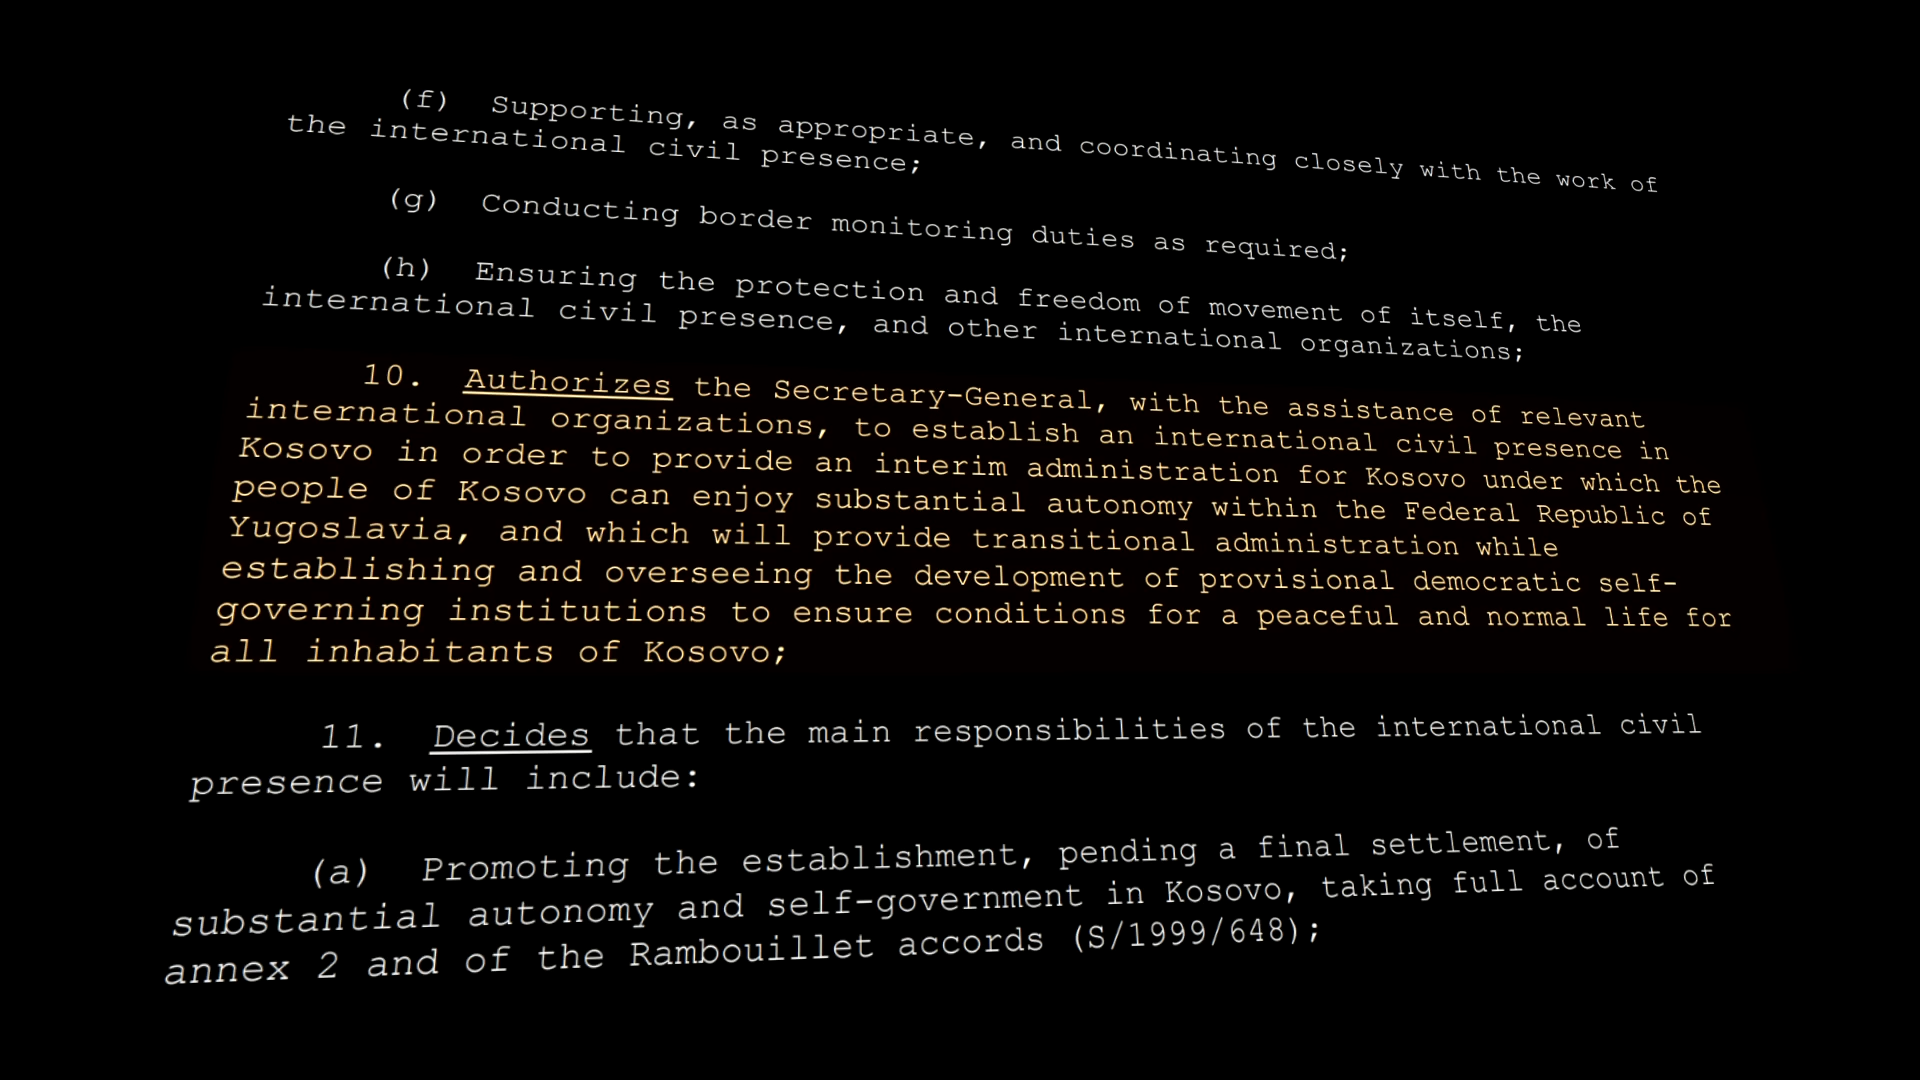 (f) Supporting, as appropriate, and coordinating closely with the work of
the international civil presence;
(g) Conducting border monitoring duties as required;
(h) Ensuring the protection and freedom of movement of itself, the
international civil presence, and other international organizations;
10. Authorizes the Secretary-General, with the assistance of relevant
international organizations, to establish an international civil presence in
Kosovo in order to provide an interim administration for Kosovo under which the
people of Kosovo can enjoy substantial autonomy within the Federal Republic of
Yugoslavia, and which will provide transitional administration while
establishing and overseeing the development of provisional democratic self-
governing institutions to ensure conditions for a peaceful and normal life for
all inhabitants of Kosovo;
11. Decides that the main responsibilities of the international civil
presence will include:
(a) Promoting the establishment, pending a final settlement, of
substantial autonomy and self-government in Kosovo, taking full account of
annex 2 and of the Rambouillet accords (S/1999/648);